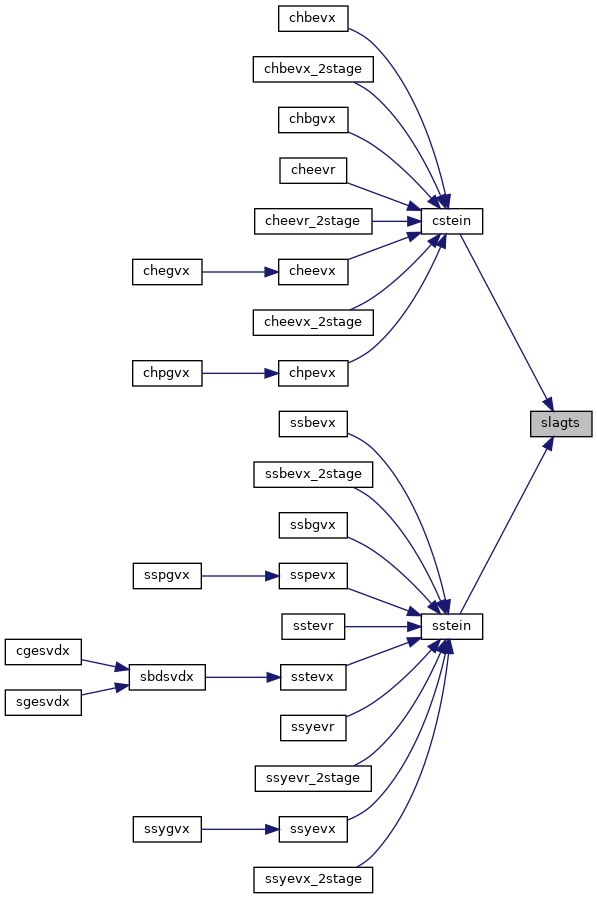 chbevx
chbevx_2stage
chbgvx
cheevr
cstein
cheevr_2stage
chegvx
cheevx
cheevx_2stage
chpgvx
chpevx
slagts
ssbevx
ssbevx_2stage
ssbgvx
sspgvx
sspevx
sstein
sstevr
cgesvdx
sbdsvdx
sstevx
sgesvdx
ssyevr
ssyevr_2stage
ssygvx
ssyevx
ssyevx_2stage